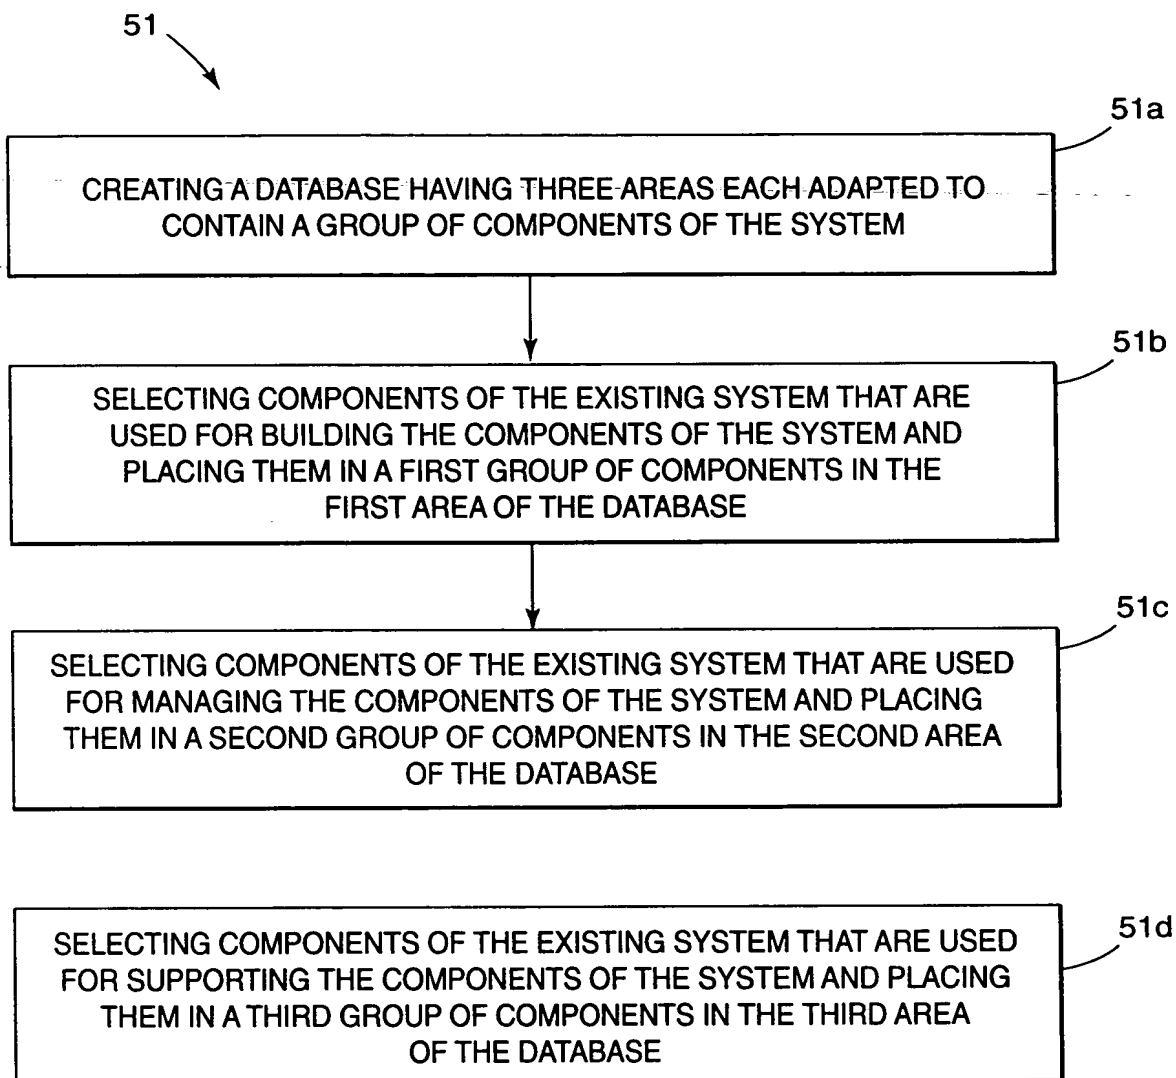 51
51a
CREATING A DATABASE HAVING THREE AREAS EACH ADAPTED TO
CONTAIN A GROUP OF COMPONENTS OF THE SYSTEM
51b
SELECTING COMPONENTS OF THE EXISTING SYSTEM THAT ARE
USED FOR BUILDING THE COMPONENTS OF THE SYSTEM AND
PLACING THEM IN A FIRST GROUP OF COMPONENTS IN THE
FIRST AREA OF THE DATABASE
51c
SELECTING COMPONENTS OF THE EXISTING SYSTEM THAT ARE USED
FOR MANAGING THE COMPONENTS OF THE SYSTEM AND PLACING
THEM IN A SECOND GROUP OF COMPONENTS IN THE SECOND AREA
OF THE DATABASE
51d
SELECTING COMPONENTS OF THE EXISTING SYSTEM THAT ARE USED
FOR SUPPORTING THE COMPONENTS OF THE SYSTEM AND PLACING
THEM IN A THIRD GROUP OF COMPONENTS IN THE THIRD AREA
OF THE DATABASE